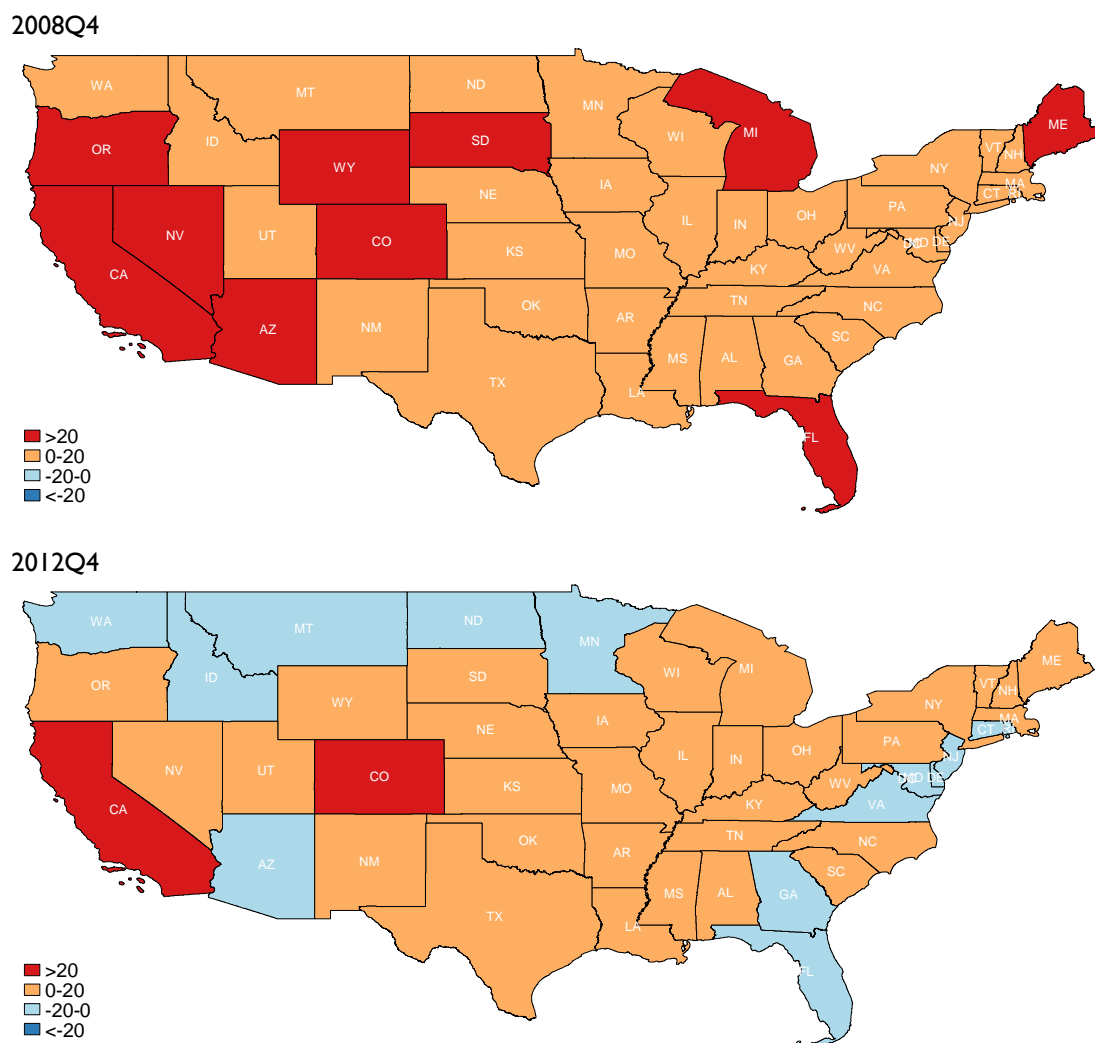 2008Q4
WA MT ND MN
OR ID WY SD WI MI NY VT NH ME
NV UT CO NE IA IL IN OH PA MA CT NJ
CA KS MO WV MD DE
AZ NM OK KY VA
TX AR TN NC
LA MS AL GA SC
FL
>20
0-20
-20-0
<-20
2012Q4
WA MT ND MN
OR ID WY SD WI MI NY VT NH ME
NV UT CO NE IA IL IN OH PA MA CT NJ
CA KS MO WV MD DE
AZ NM OK KY VA
TX AR TN NC
LA MS AL GA SC
FL
>20
0-20
-20-0
<-20